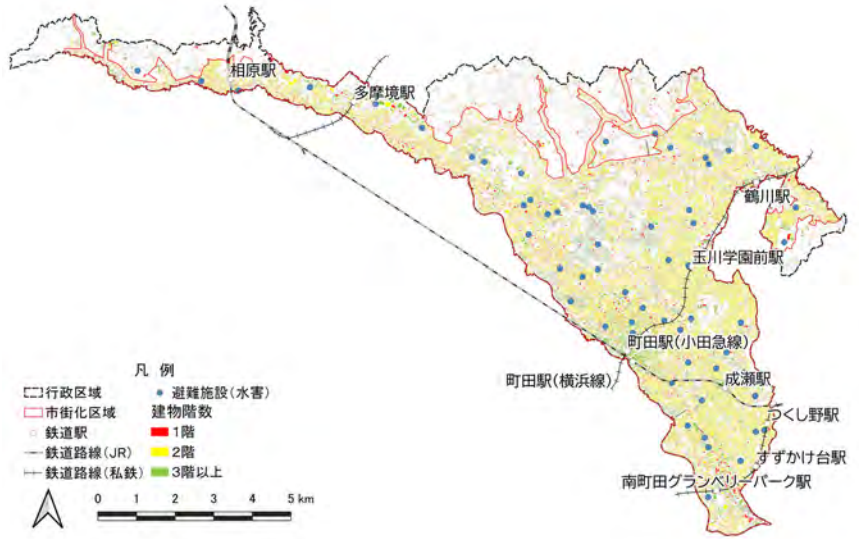 相原駅
多摩境駅
鶴川駅
玉川学園前駅
町田駅(小田急線)
町田駅(横浜線)
成瀬駅
つくし野駅
すずかけ台駅
南町田グランベリーパーク駅
凡 例
行政区域
市街化区域
鉄道駅
鉄道路線(JR)
鉄道路線(私鉄)
避難施設(水害)
建物階数
1階
2階
3階以上
0 1 2 3 4 5 km